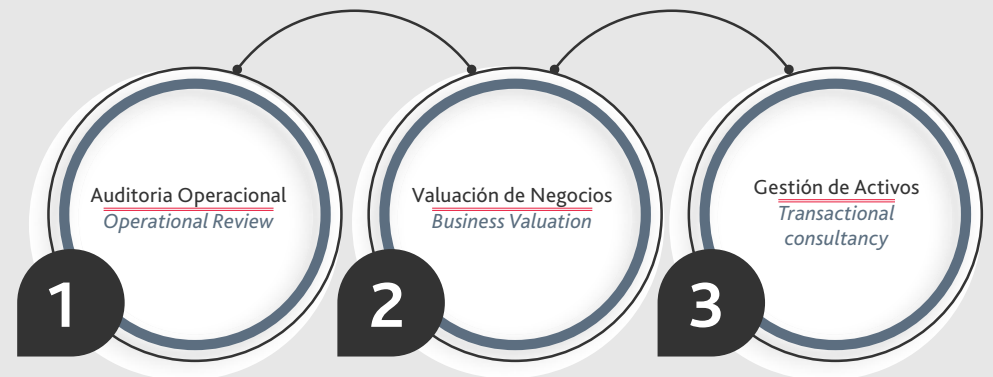 Auditoria Operacional
Operational Review
1
Valuación de Negocios
Business Valuation
2
Gestión de Activos
Transactional
consultancy
3